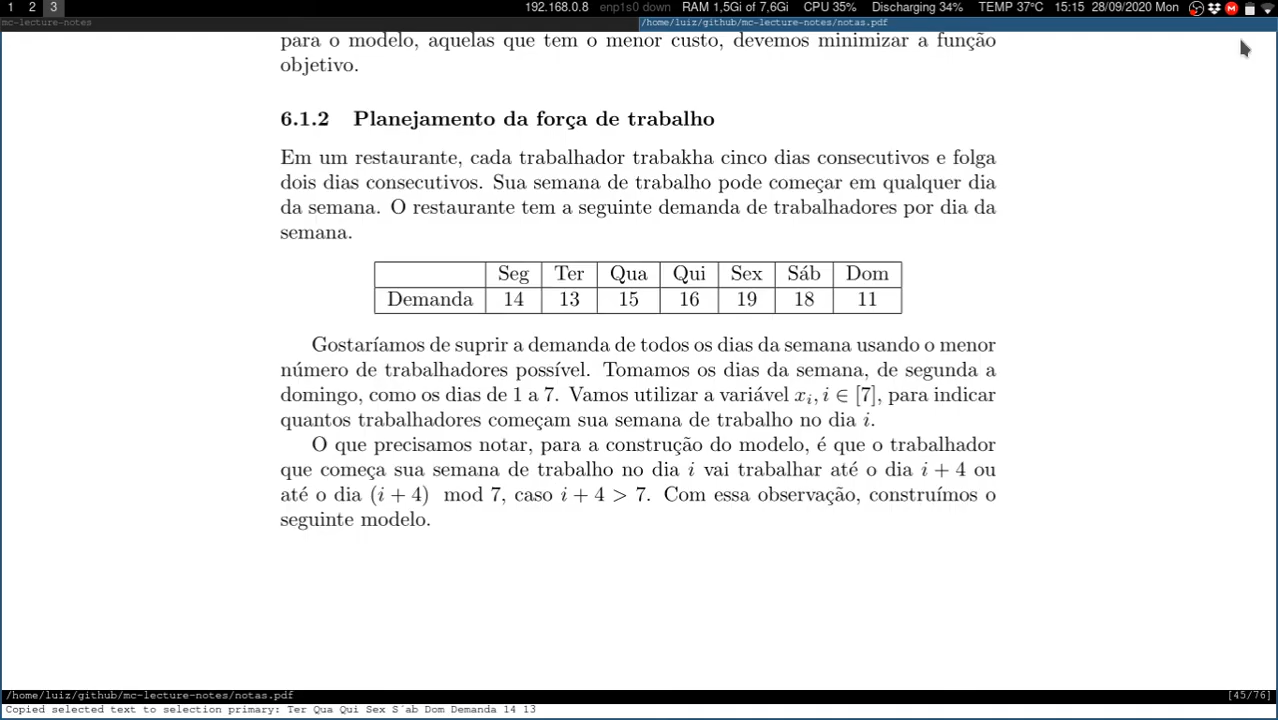 1 2 3 192.168.0.8 enp1s0 down RAM 1,5Gi of 7,6Gi CPU 35% Discharging 34% TEMP 37°C 15:15 28/09/2020 Mon
mc-lecture-notes /home/luiz/github/mc-lecture-notes/notas.pdf
para o modelo, aquelas que tem o menor custo, devemos minimizar a função
objetivo.
6.1.2 Planejamento da força de trabalho
Em um restaurante, cada trabalhador trabakha cinco dias consecutivos e folga
dois dias consecutivos. Sua semana de trabalho pode começar em qualquer dia
da semana. O restaurante tem a seguinte demanda de trabalhadores por dia da
semana.
Seg Ter Qua Qui Sex Sáb Dom
Demanda 14 13 15 16 19 18 11
Gostaríamos de suprir a demanda de todos os dias da semana usando o menor
número de trabalhadores possível. Tomamos os dias da semana, de segunda a
domingo, como os dias de 1 a 7. Vamos utilizar a variável xᵢ, i ∈ [7], para indicar
quantos trabalhadores começam sua semana de trabalho no dia i.
O que precisamos notar, para a construção do modelo, é que o trabalhador
que começa sua semana de trabalho no dia i vai trabalhar até o dia i + 4 ou
até o dia (i + 4) mod 7, caso i + 4 > 7. Com essa observação, construímos o
seguinte modelo.
/home/luiz/github/mc-lecture-notes/notas.pdf [45/76]
Copied selected text to selection primary: Ter Qua Qui Sex S´ab Dom Demanda 14 13